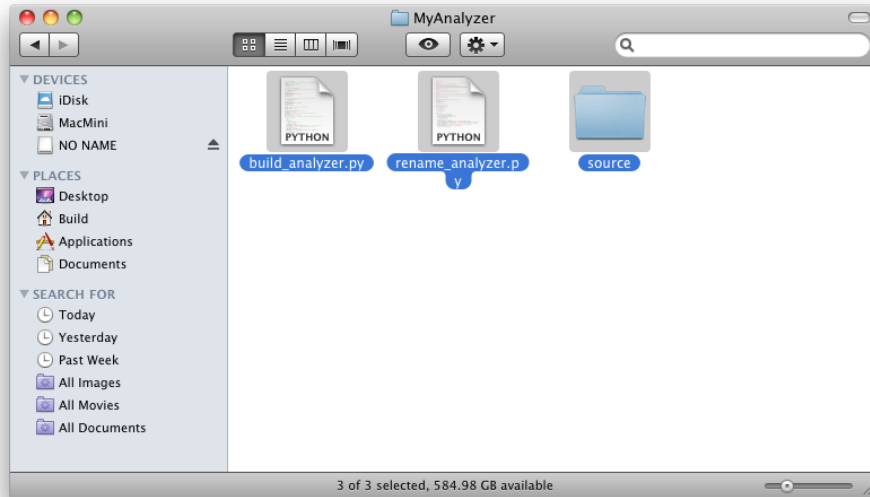 MyAnalyzer
DEVICES
iDisk
MacMini
NO NAME
PLACES
Desktop
Build
Applications
Documents
SEARCH FOR
Today
Yesterday
Past Week
All Images
All Movies
All Documents
PYTHON
build_analyzer.py
PYTHON
rename_analyzer.p
y
source
3 of 3 selected, 584.98 GB available